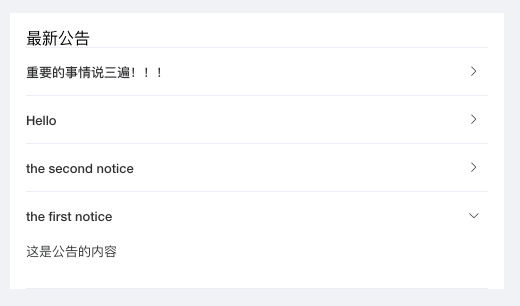 最新公告
重要的事情说三遍！！！
Hello
the second notice
the first notice
这是公告的内容